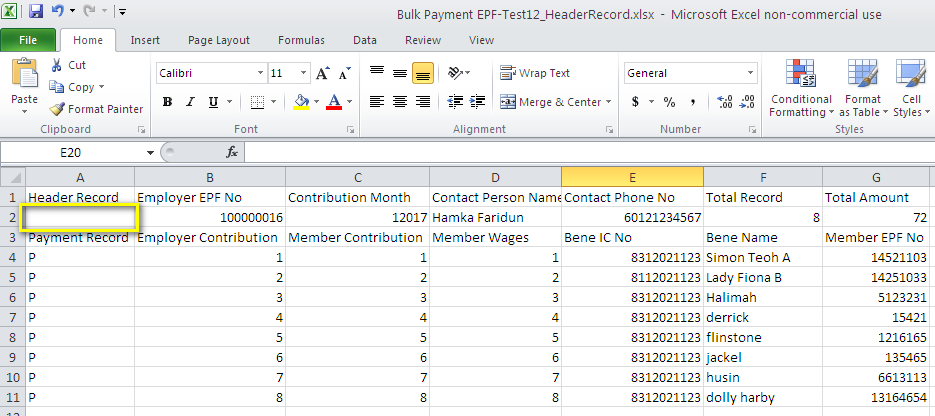 Bulk Payment EPF-Test12_HeaderRecord.xlsx - Microsoft Excel non-commercial use
File Home Insert Page Layout Formulas Data Review View
Paste Cut Copy Format Painter
Calibri 11 A A
B I U A
Wrap Text
Merge & Center
General
$ % , .0 .00 .00 .0
Conditional Formatting Format as Table Cell Styles
Clipboard Font Alignment Number Styles
E20 fx
A B C D E F G
1 Header Record Employer EPF No Contribution Month Contact Person Name Contact Phone No Total Record Total Amount
2 100000016 12017 Hamka Faridun 60121234567 8 72
3 Payment Record Employer Contribution Member Contribution Member Wages Bene IC No Bene Name Member EPF No
4 P 1 1 1 8312021123 Simon Teoh A 14521103
5 P 2 2 2 8112021123 Lady Fiona B 14251033
6 P 3 3 3 8312021123 Halimah 5123231
7 P 4 4 4 8312021123 derrick 15421
8 P 5 5 5 8312021123 flinstone 1216165
9 P 6 6 6 8312021123 jackel 135465
10 P 7 7 7 8312021123 husin 6613113
11 P 8 8 8 8312021123 dolly harby 13164654